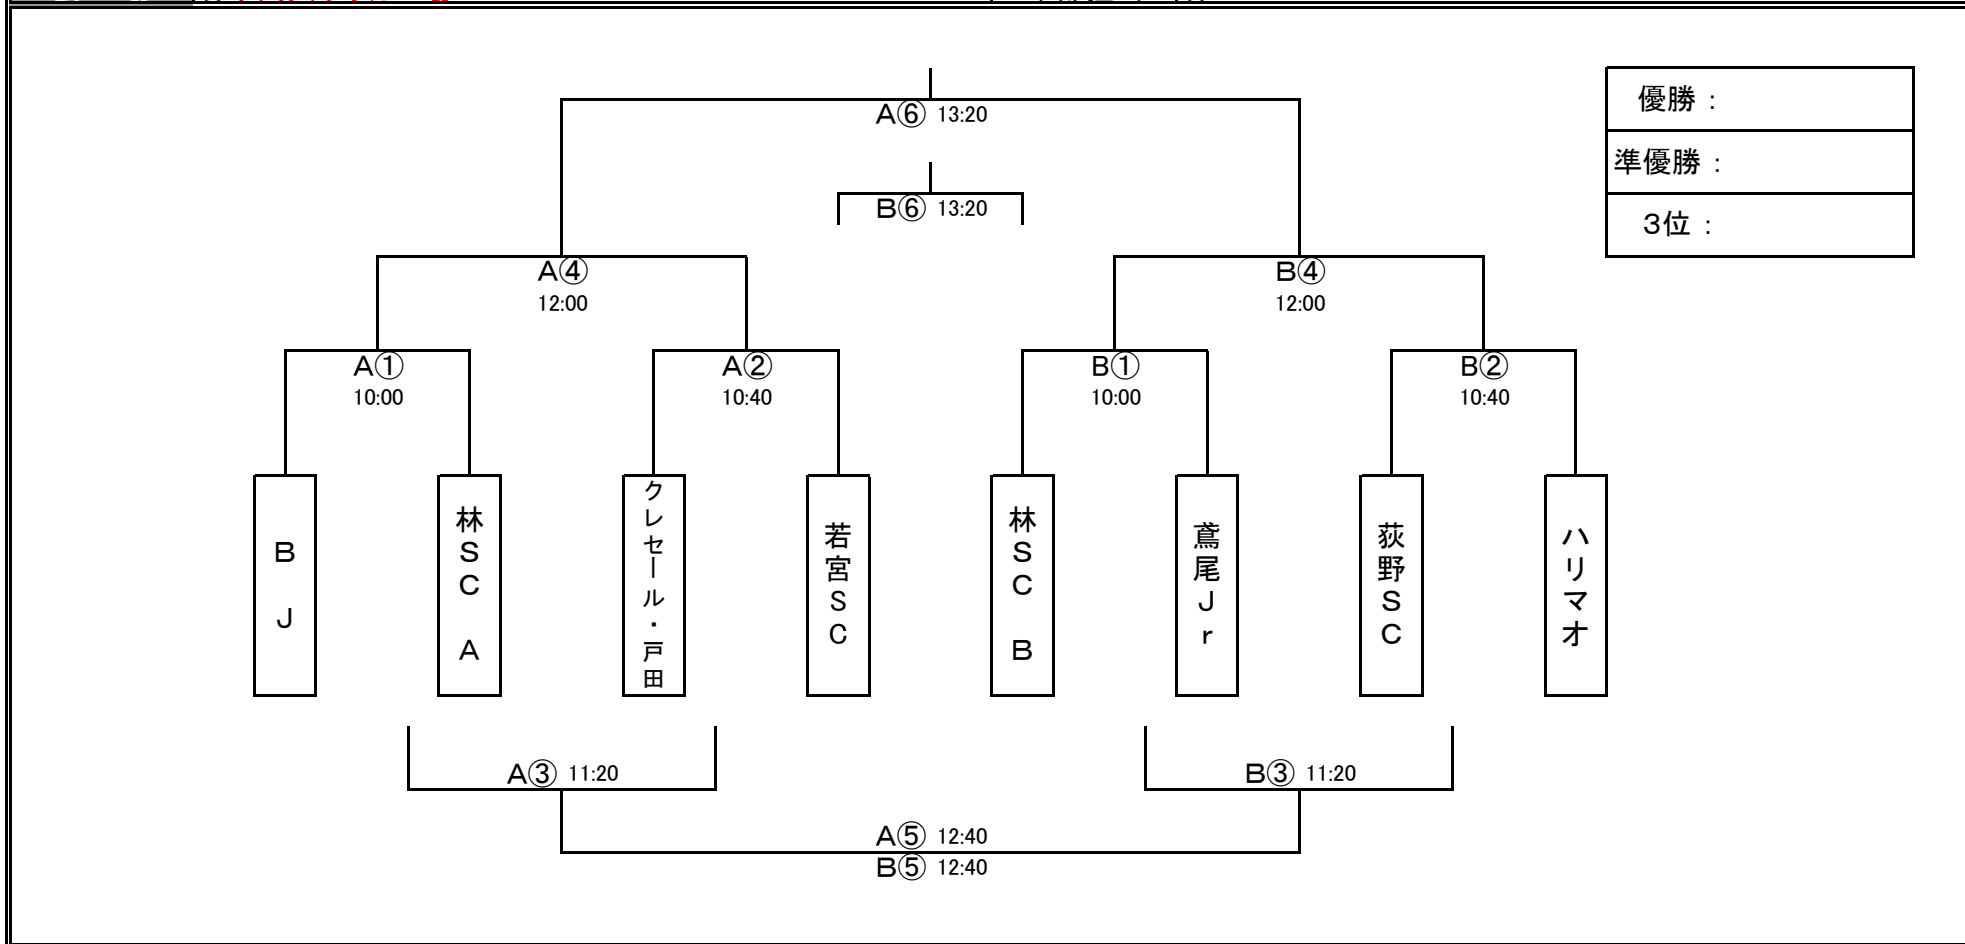 A⑥ 13:20
優勝：
準優勝：
3位：
B⑥ 13:20
A④
12:00
B④
12:00
A①
10:00
A②
10:40
B①
10:00
B②
10:40
BJ
林SC A
クレセール・戸田
若宮SC
林SC B
鳶尾Jr
荻野SC
ハリマオ
A③ 11:20
B③ 11:20
A⑤ 12:40
B⑤ 12:40